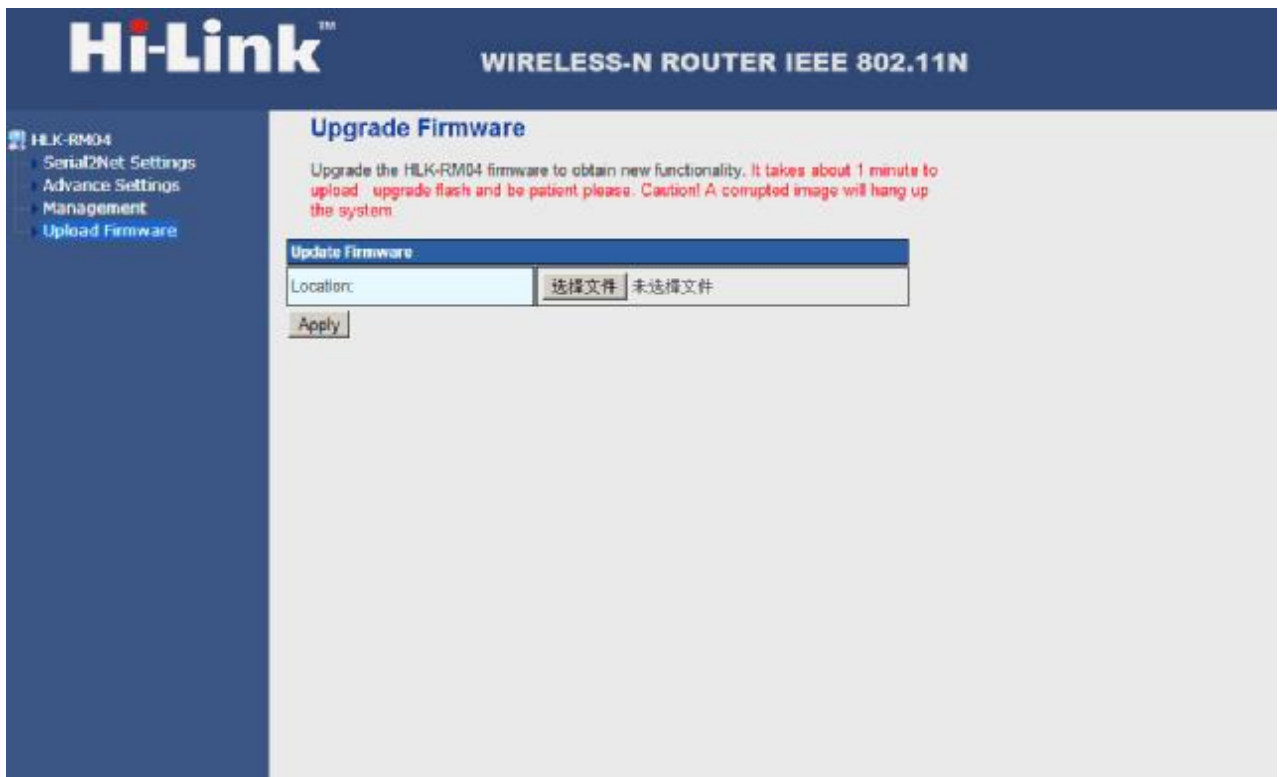 Hi-Link™
WIRELESS-N ROUTER IEEE 802.11N
HLK-RM04
Serial2Net Settings
Advance Settings
Management
Upload Firmware
Upgrade Firmware
Upgrade the HLK-RM04 firmware to obtain new functionality. It takes about 1 minute to
upload upgrade flash and be patient please. Caution! A corrupted image will hang up
the system.
Update Firmware
Location:
选择文件 未选择文件
Apply